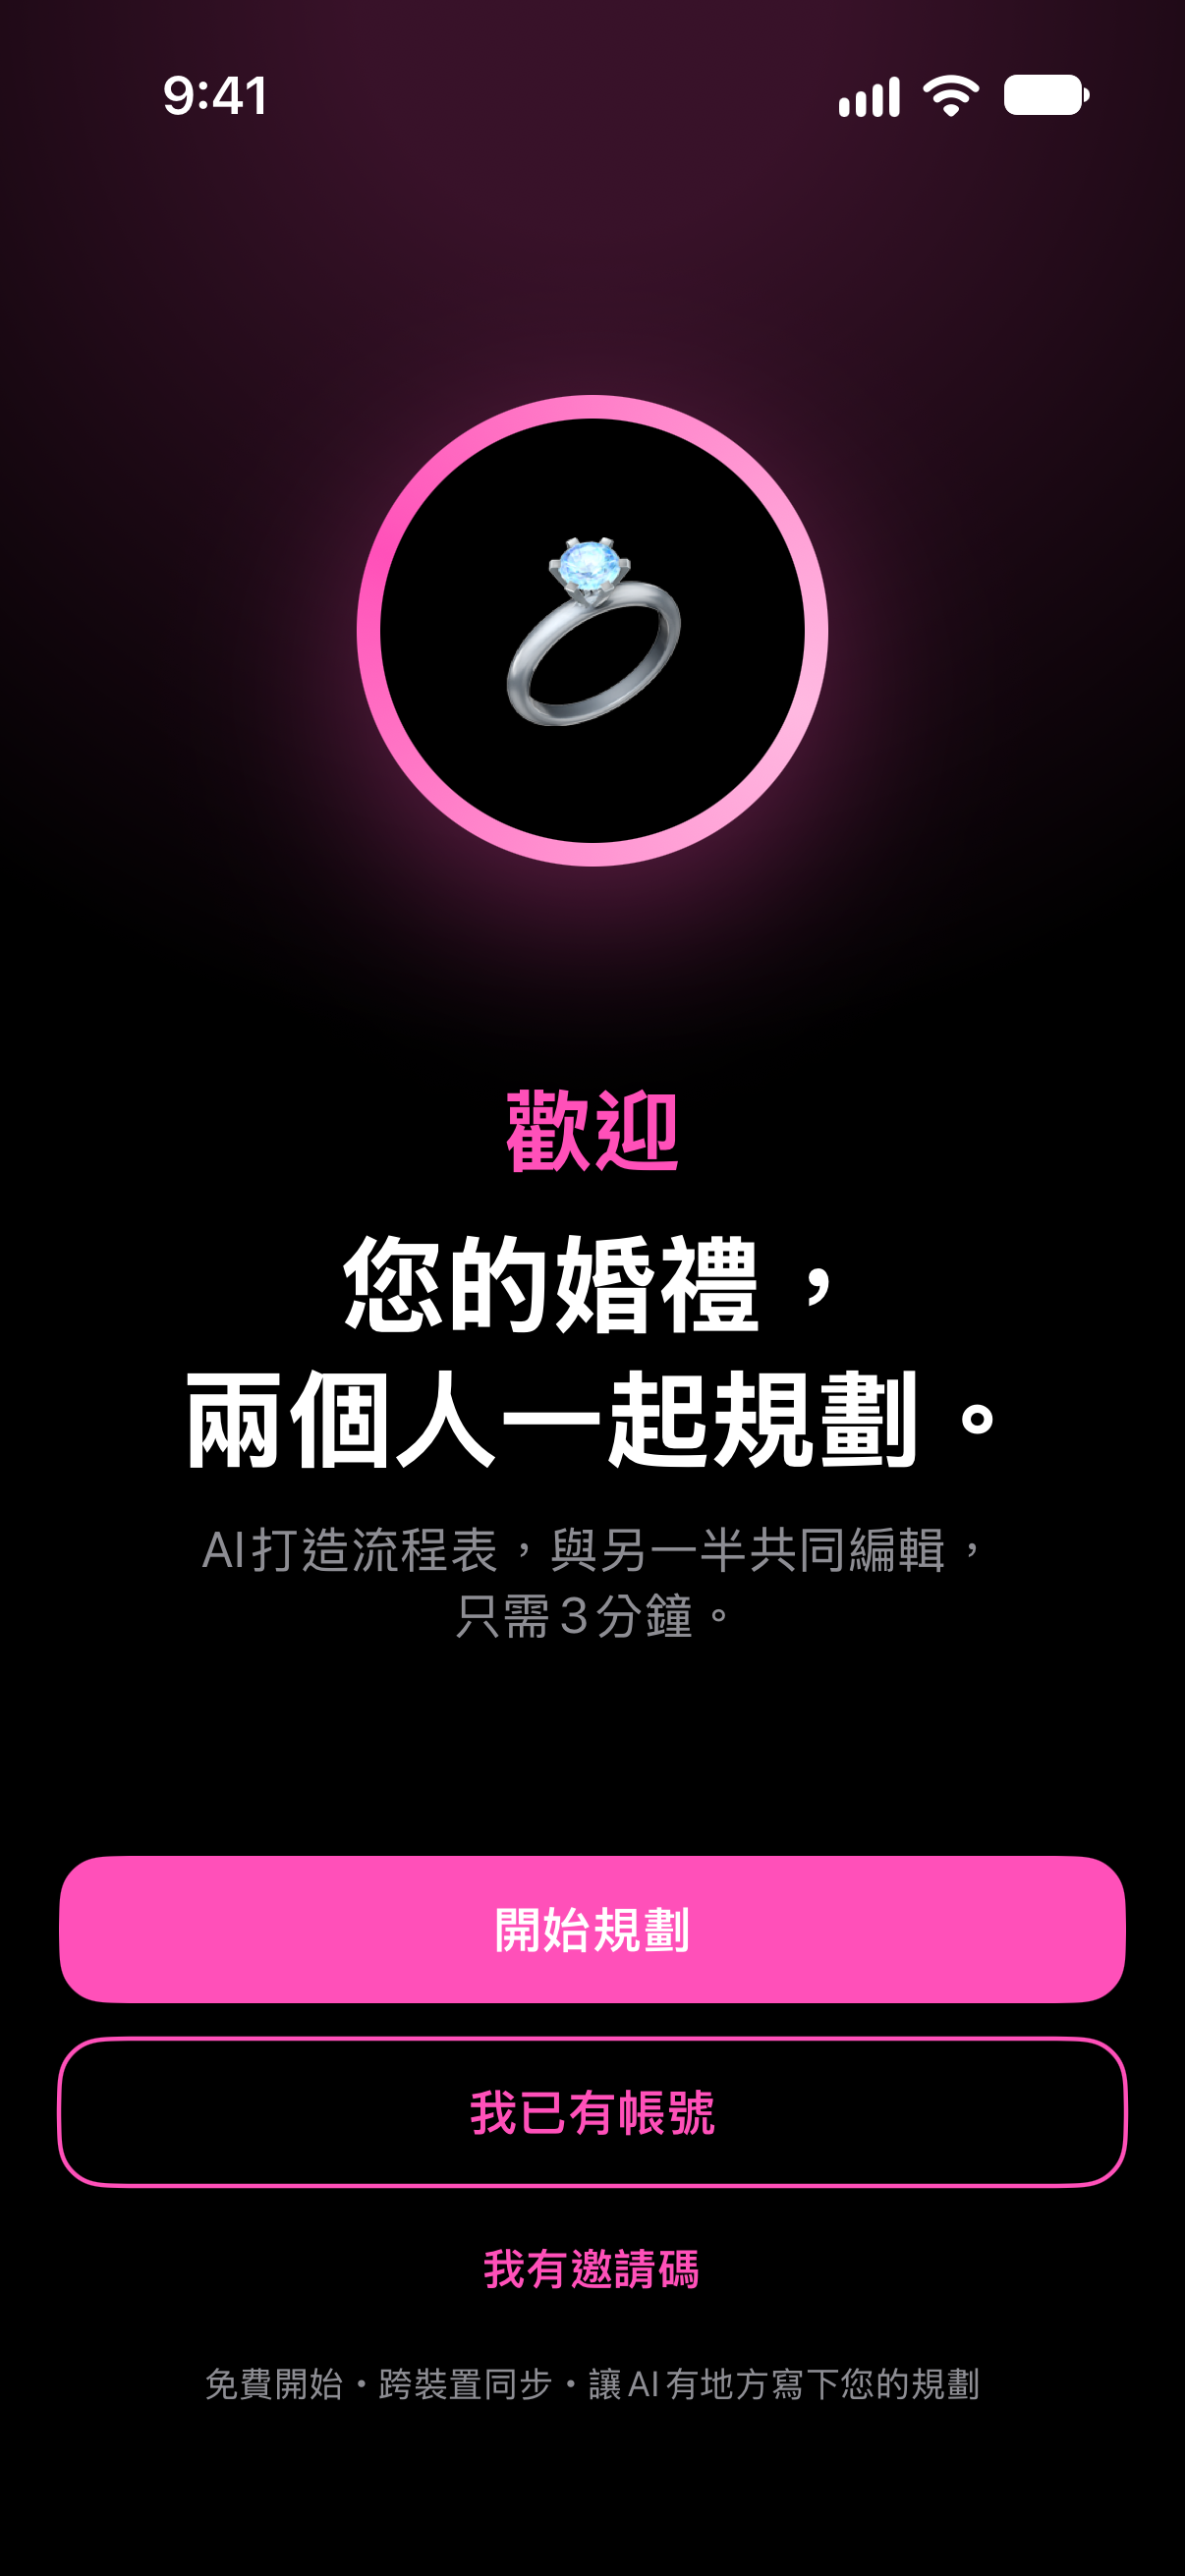 9:41
歡迎
您的婚禮，
兩個人一起規劃。
AI打造流程表，與另一半共同編輯，
只需 3 分鐘。
開始規劃
我已有帳號
我有邀請碼
免費開始・跨裝置同步・讓 AI 有地方寫下您的規劃